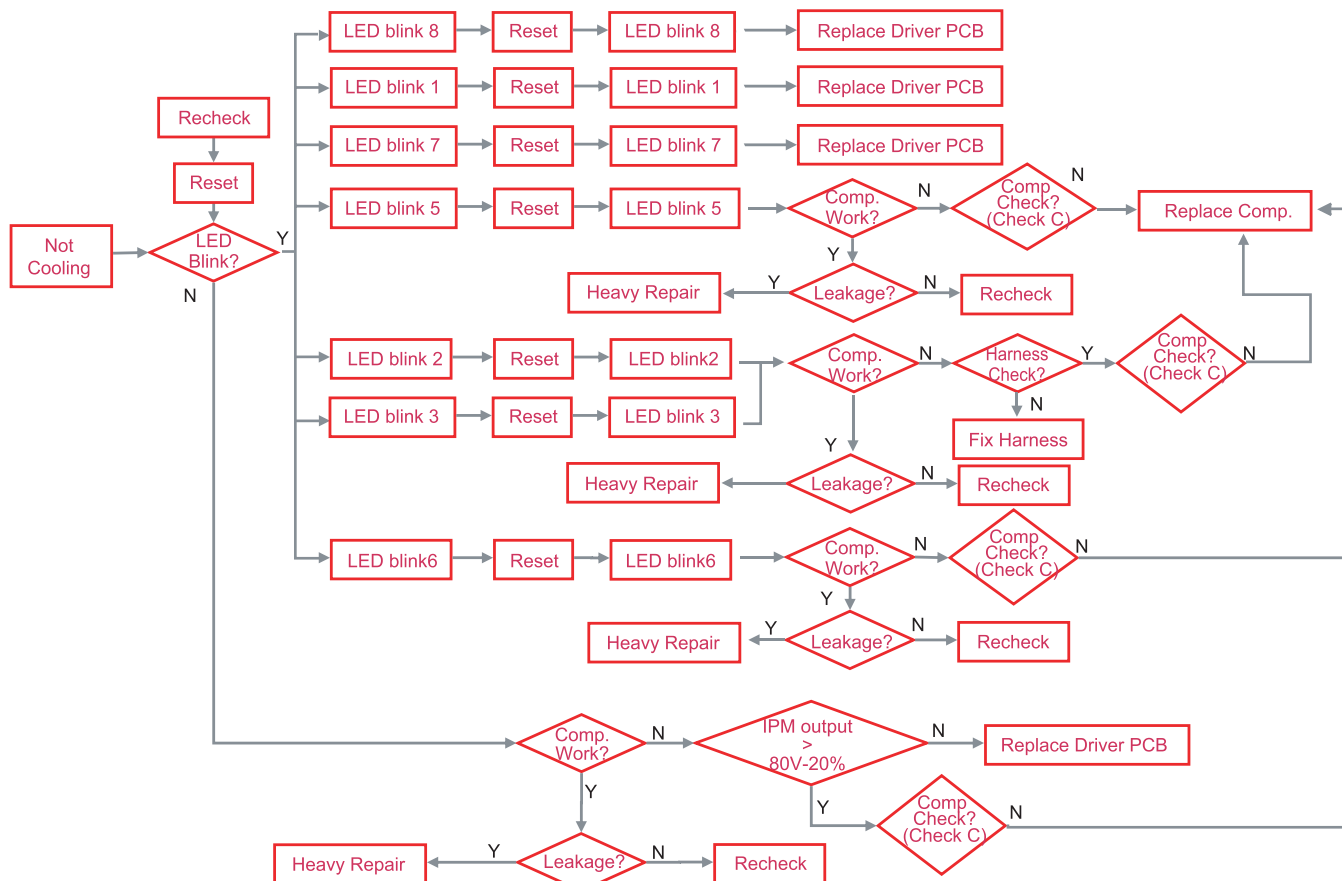 LED blink 8
Reset
LED blink 8
Replace Driver PCB
LED blink 1
Reset
LED blink 1
Replace Driver PCB
Recheck
LED blink 7
Reset
LED blink 7
Replace Driver PCB
Reset
LED blink 5
Reset
LED blink 5
Comp.
Work?
N
Comp
Check?
(Check C)
N
Replace Comp.
Not
Cooling
LED
Blink?
Y
N
Y
Heavy Repair
Y
Leakage?
N
Recheck
LED blink 2
Reset
LED blink2
Comp.
Work?
N
Harness
Check?
Y
Comp
Check?
(Check C)
N
LED blink 3
Reset
LED blink 3
N
Fix Harness
Y
Heavy Repair
Leakage?
N
Recheck
LED blink6
Reset
LED blink6
Comp.
Work?
N
Comp
Check?
(Check C)
N
Y
Heavy Repair
Y
Leakage?
N
Recheck
Comp.
Work?
N
IPM output
>
80V-20%
N
Replace Driver PCB
Y
Y
Comp
Check?
(Check C)
N
Heavy Repair
Y
Leakage?
N
Recheck